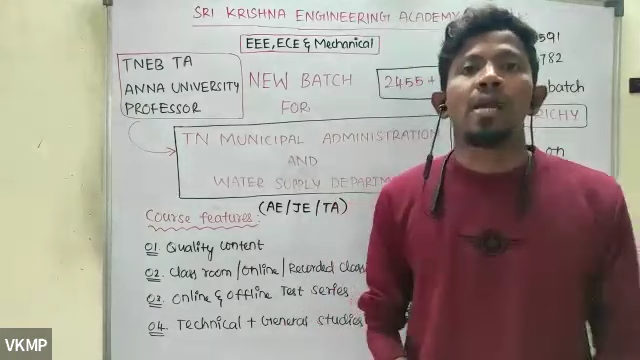 SRI KRISHNA ENGINEERING ACADEMY
EEE, ECE & Mechanical
591
782
TNEB TA
ANNA UNIVERSITY
PROFESSOR
NEW BATCH
FOR
2455+
batch
RICHY
TN MUNICIPAL ADMINISTRATION
AND
WATER SUPPLY DEPARTM
(AE/JE/TA)
Course features:
01. Quality content
02. Class room/Online/Recorded Class
03. Online & Offline Test series
04. Technical + General studies
VKMP